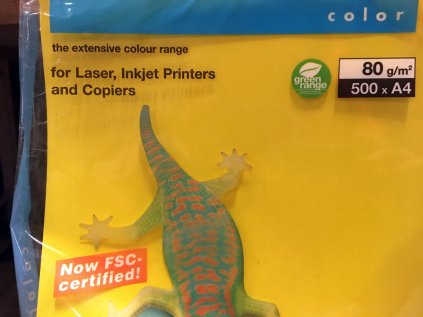 color
the extensive colour range
for Laser, Inkjet Printers
and Copiers
green
range
80 g/m²
500 x A4
Now FSC-
certified!
color